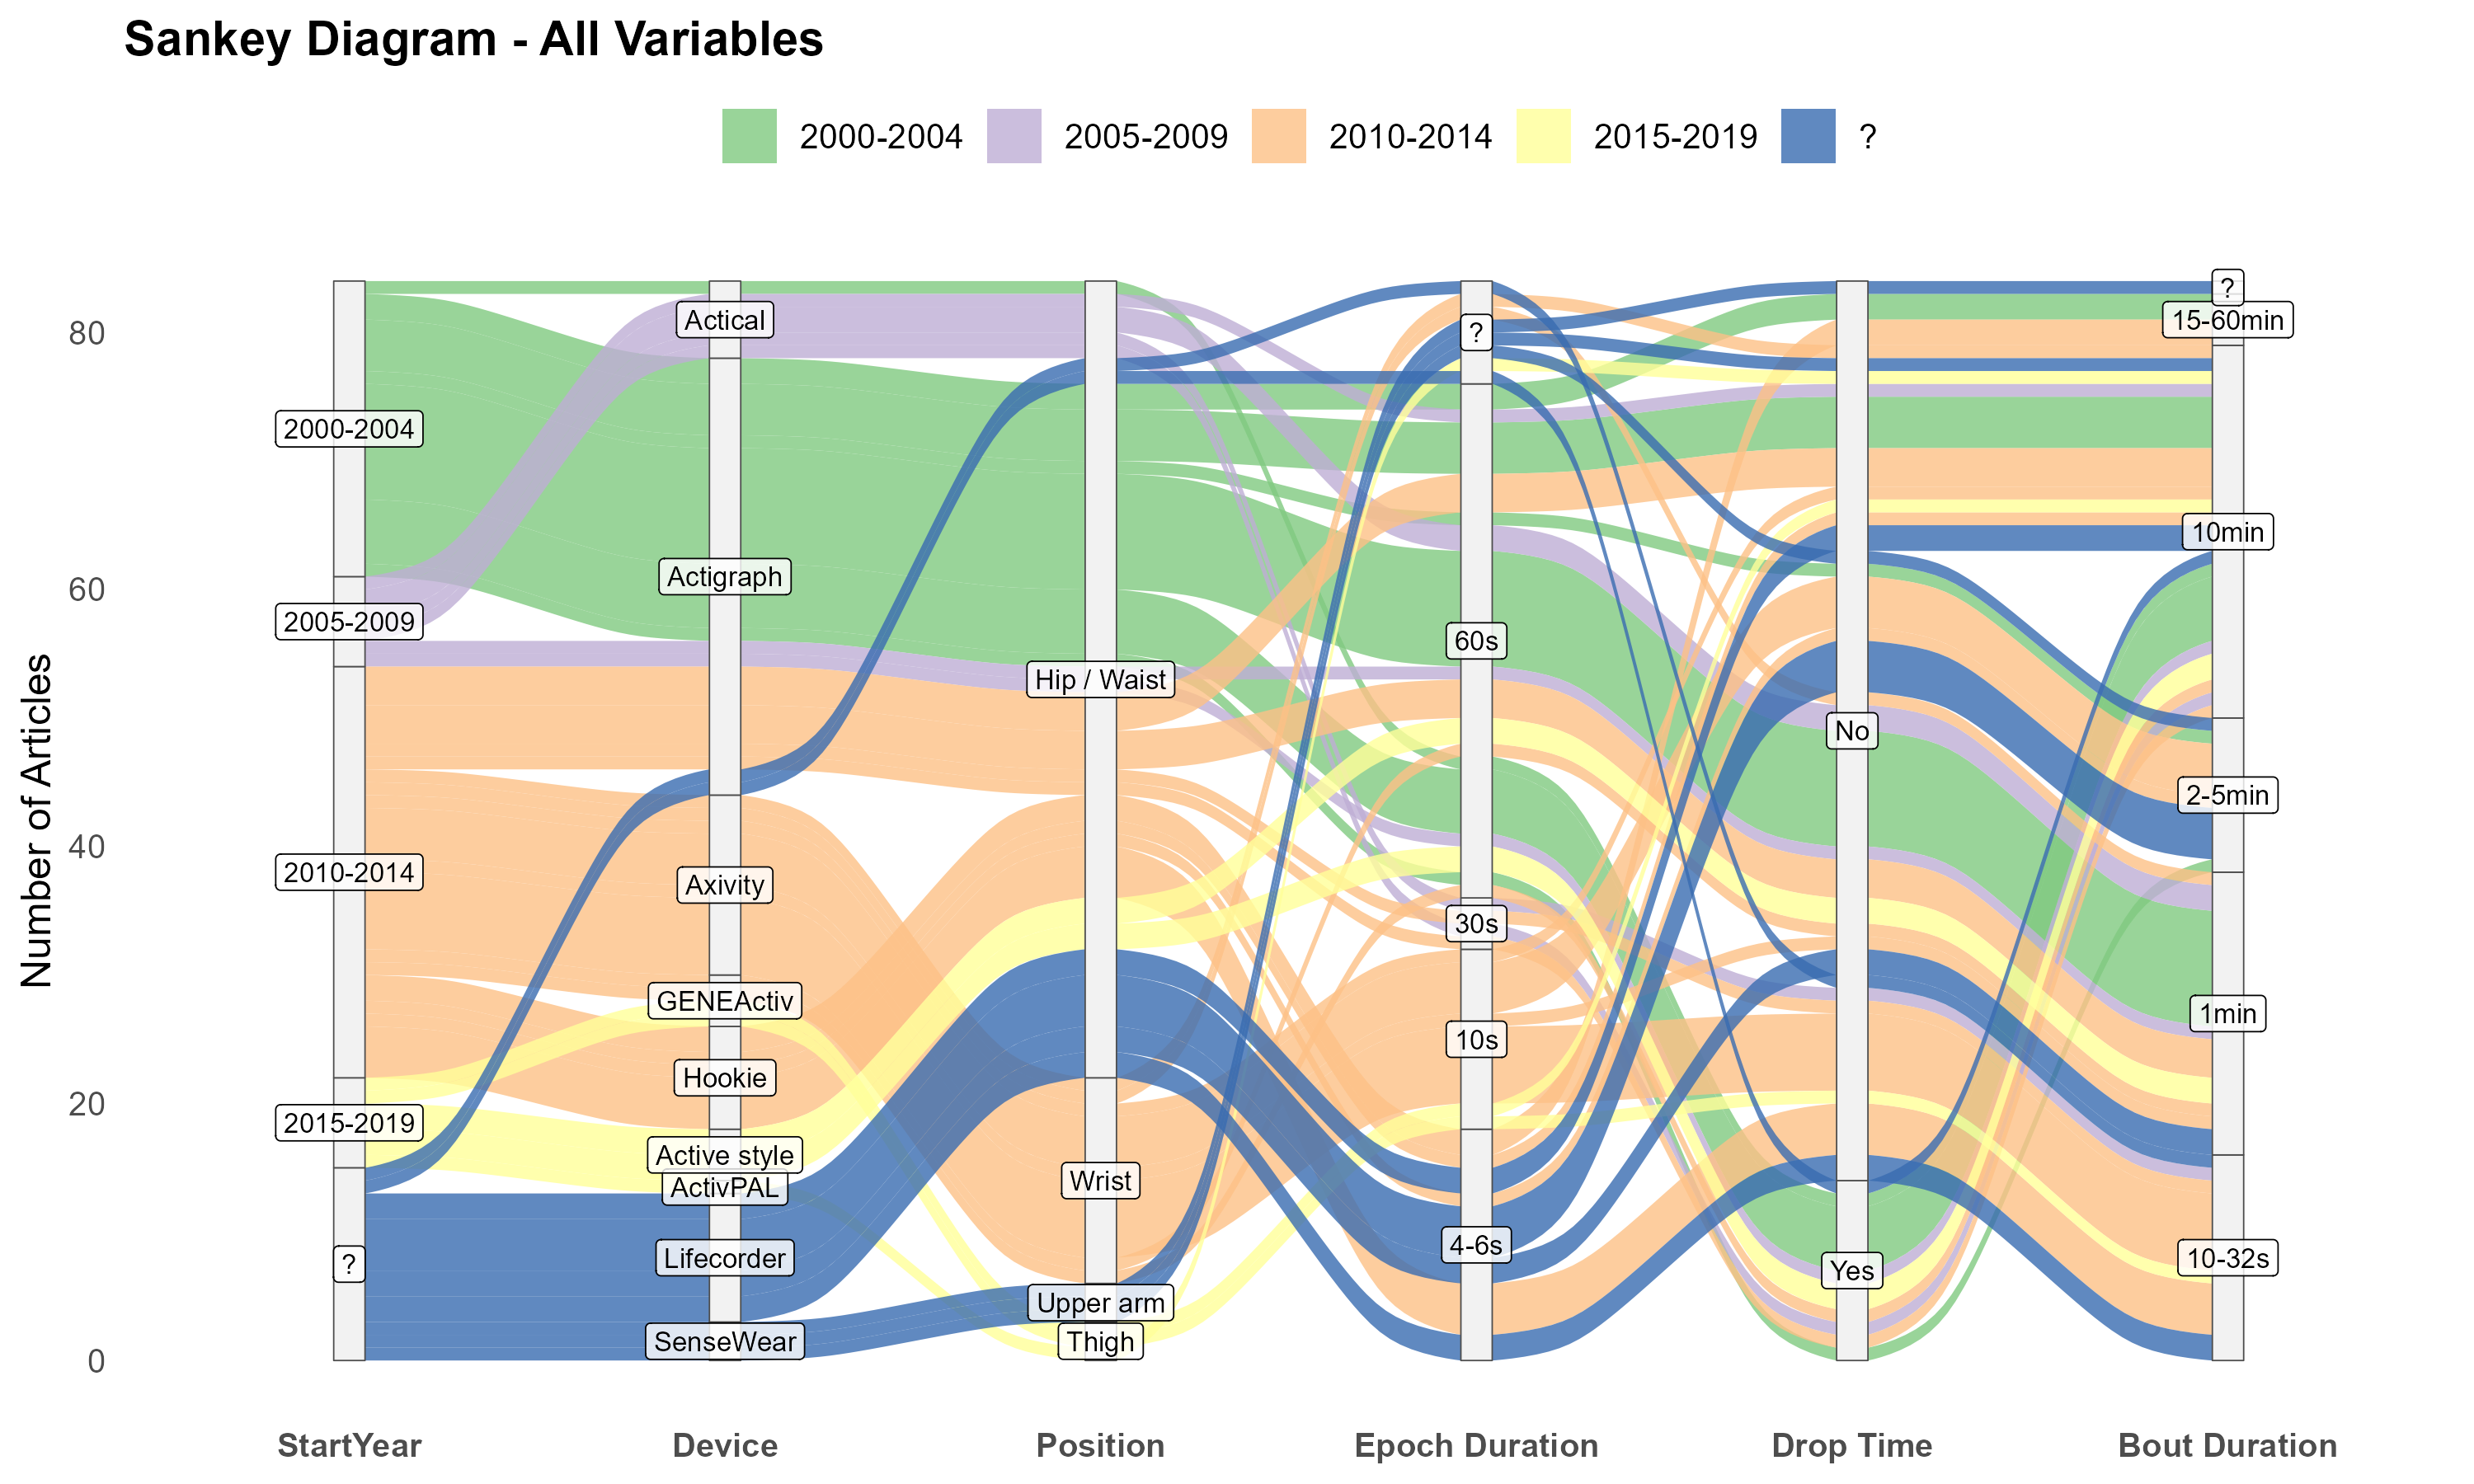 Sankey Diagram - All Variables
2000-2004 2005-2009 2010-2014 2015-2019 ?
Number of Articles
80
60
40
20
0
2000-2004
2005-2009
2010-2014
2015-2019
?
Actical
Actigraph
Axivity
GENEActiv
Hookie
Active style
ActivPAL
Lifecorder
SenseWear
Hip / Waist
Wrist
Upper arm
Thigh
?
60s
30s
10s
4-6s
No
Yes
?
15-60min
10min
2-5min
1min
10-32s
StartYear Device Position Epoch Duration Drop Time Bout Duration